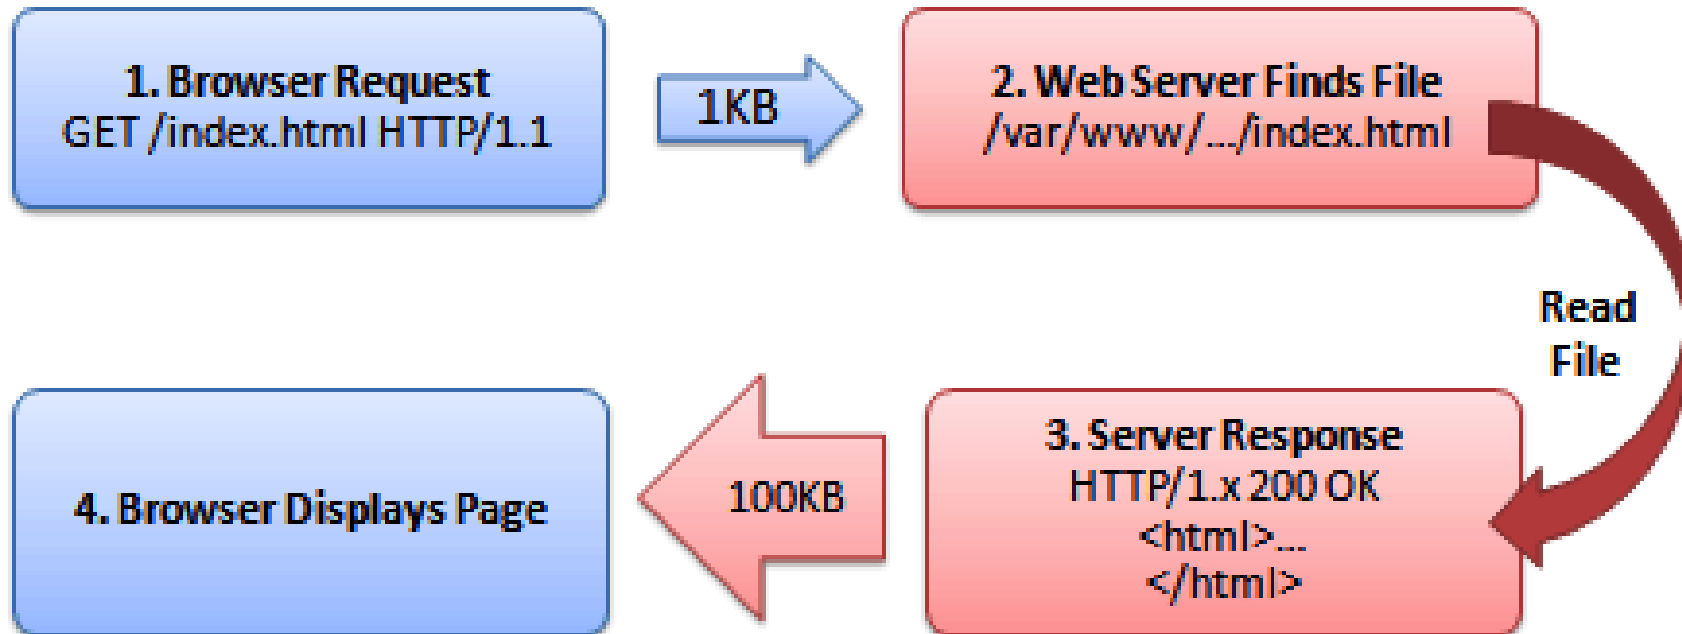 1. Browser Request
GET /index.html HTTP/1.1
1KB
2. Web Server Finds File
/var/www/.../index.html
Read
File
3. Server Response
HTTP/1.x 200 OK
<html>...
</html>
100KB
4. Browser Displays Page